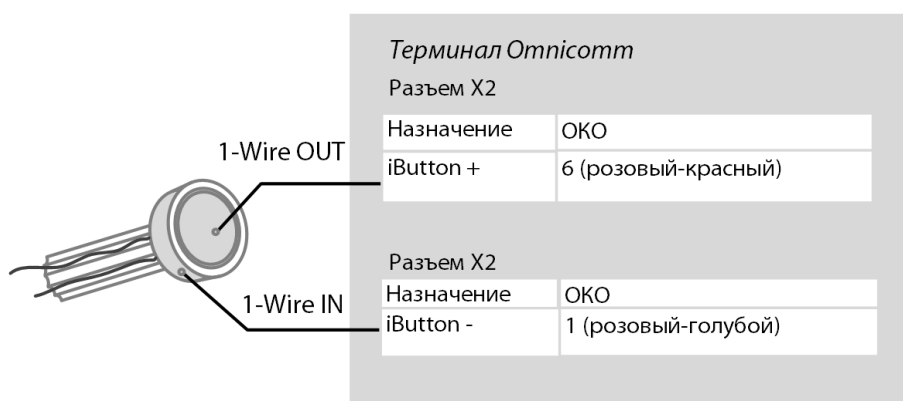 Терминал Omnicomm
Разъем X2
Назначение ОКО
1-Wire OUT
iButton + 6 (розовый-красный)
Разъем X2
Назначение ОКО
1-Wire IN
iButton - 1 (розовый-голубой)